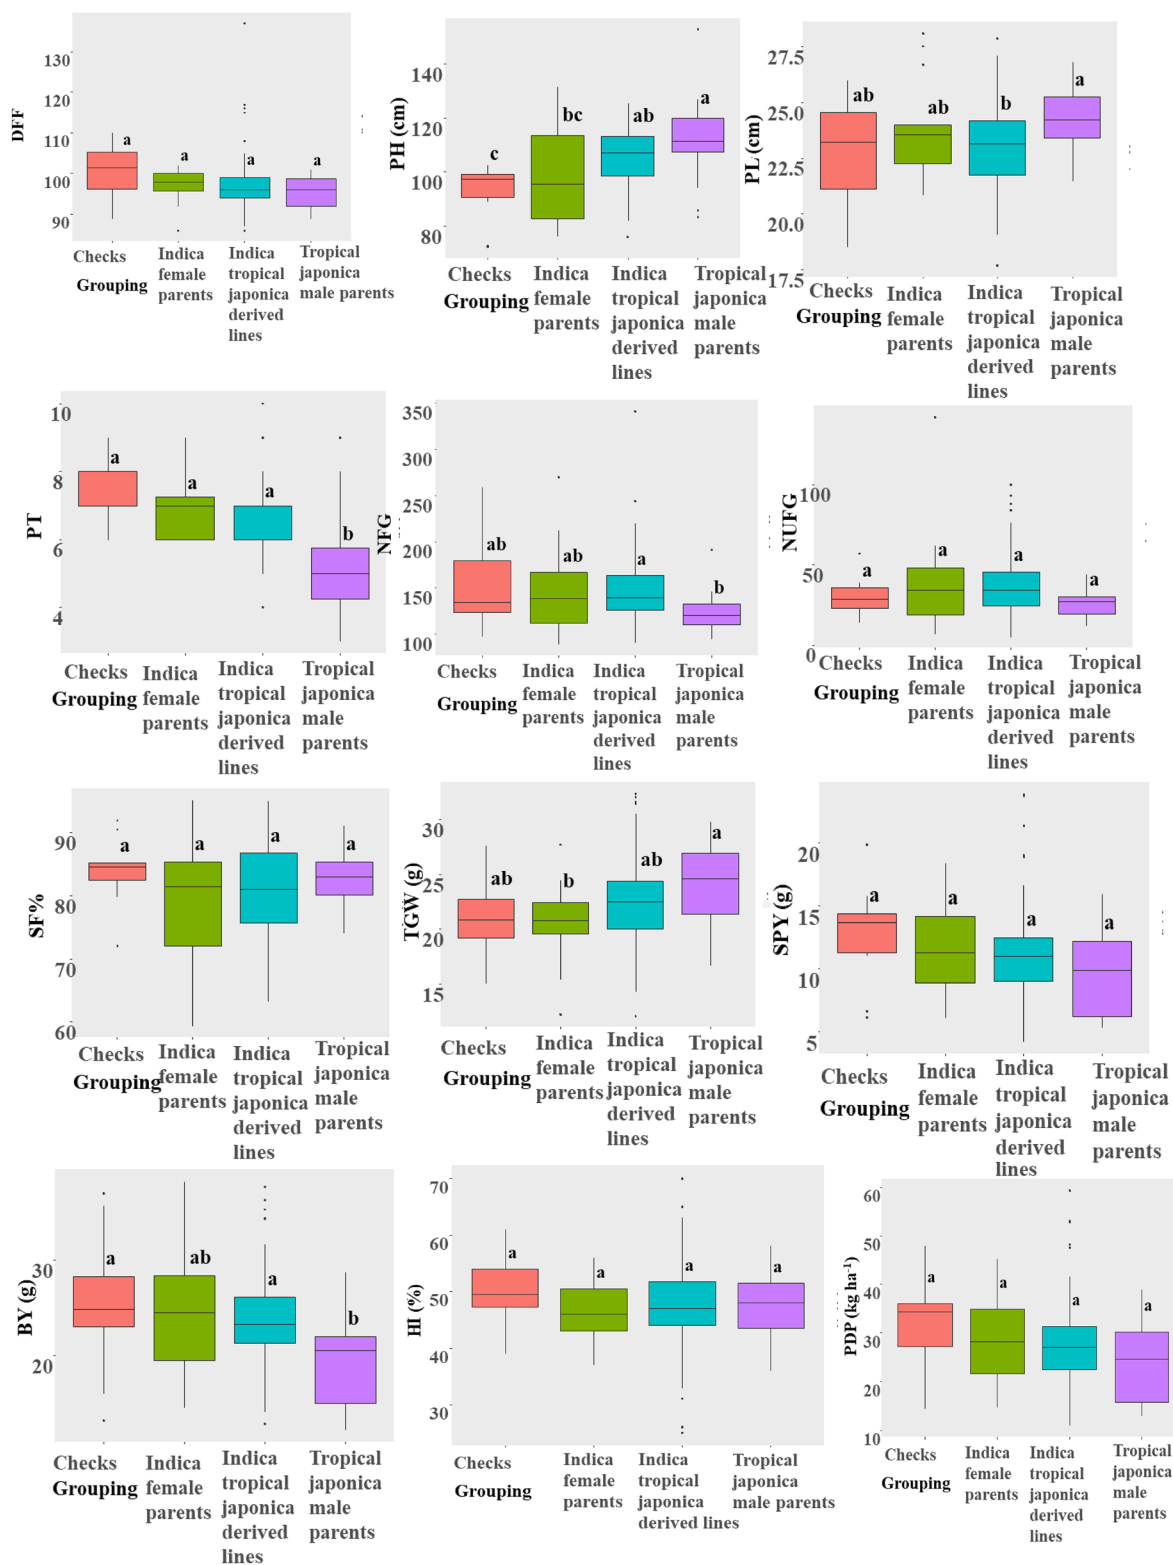 DFF
130
120
110
100
90
a
a
a
a
Checks
Indica
female
parents
Indica
tropical
japonica
derived
lines
Tropical
japonica
male parents
Grouping
PH (cm)
140
120
100
80
c
bc
ab
a
Checks
Indica
female
parents
Indica
tropical
japonica
derived
lines
Tropical
japonica
male
parents
Grouping
PL (cm)
27.5
25.0
22.5
20.0
17.5
ab
ab
b
a
Checks
Indica
female
parents
Indica
tropical
japonica
derived
lines
Tropical
japonica
male
parents
Grouping
PT
10
8
6
4
a
a
a
b
Checks
Indica
female
parents
Indica
tropical
japonica
derived
lines
Tropical
japonica
male
parents
Grouping
NFG
350
300
250
200
150
100
ab
ab
a
b
Checks
Indica
female
parents
Indica
tropical
japonica
derived
lines
Tropical
japonica
male
parents
Grouping
NUFG
100
50
0
a
a
a
a
Checks
Indica
female
parents
Indica
tropical
japonica
derived
lines
Tropical
japonica
male
parents
Grouping
SF%
90
80
70
60
a
a
a
a
Checks
Indica
female
parents
Indica
tropical
japonica
derived
lines
Tropical
japonica
male
parents
Grouping
TGW (g)
30
25
20
15
ab
b
ab
a
Checks
Indica
female
parents
Indica
tropical
japonica
derived
lines
Tropical
japonica
male
parents
Grouping
SPY (g)
20
15
10
5
a
a
a
a
Checks
Indica
female
parents
Indica
tropical
japonica
derived
lines
Tropical
japonica
male
parents
Grouping
BY (g)
30
20
a
ab
a
b
Checks
Indica
female
parents
Indica
tropical
japonica
derived
lines
Tropical
japonica
male
parents
Grouping
HI (%)
70
60
50
40
30
a
a
a
a
Checks
Indica
female
parents
Indica
tropical
japonica
derived lines
Tropical
japonica
male parents
Grouping
PDP (kg ha⁻¹)
60
50
40
30
20
10
a
a
a
a
Checks
Indica
female
parents
Indica
tropical
japonica
derived
lines
Tropical
japonica
male
parents
Grouping